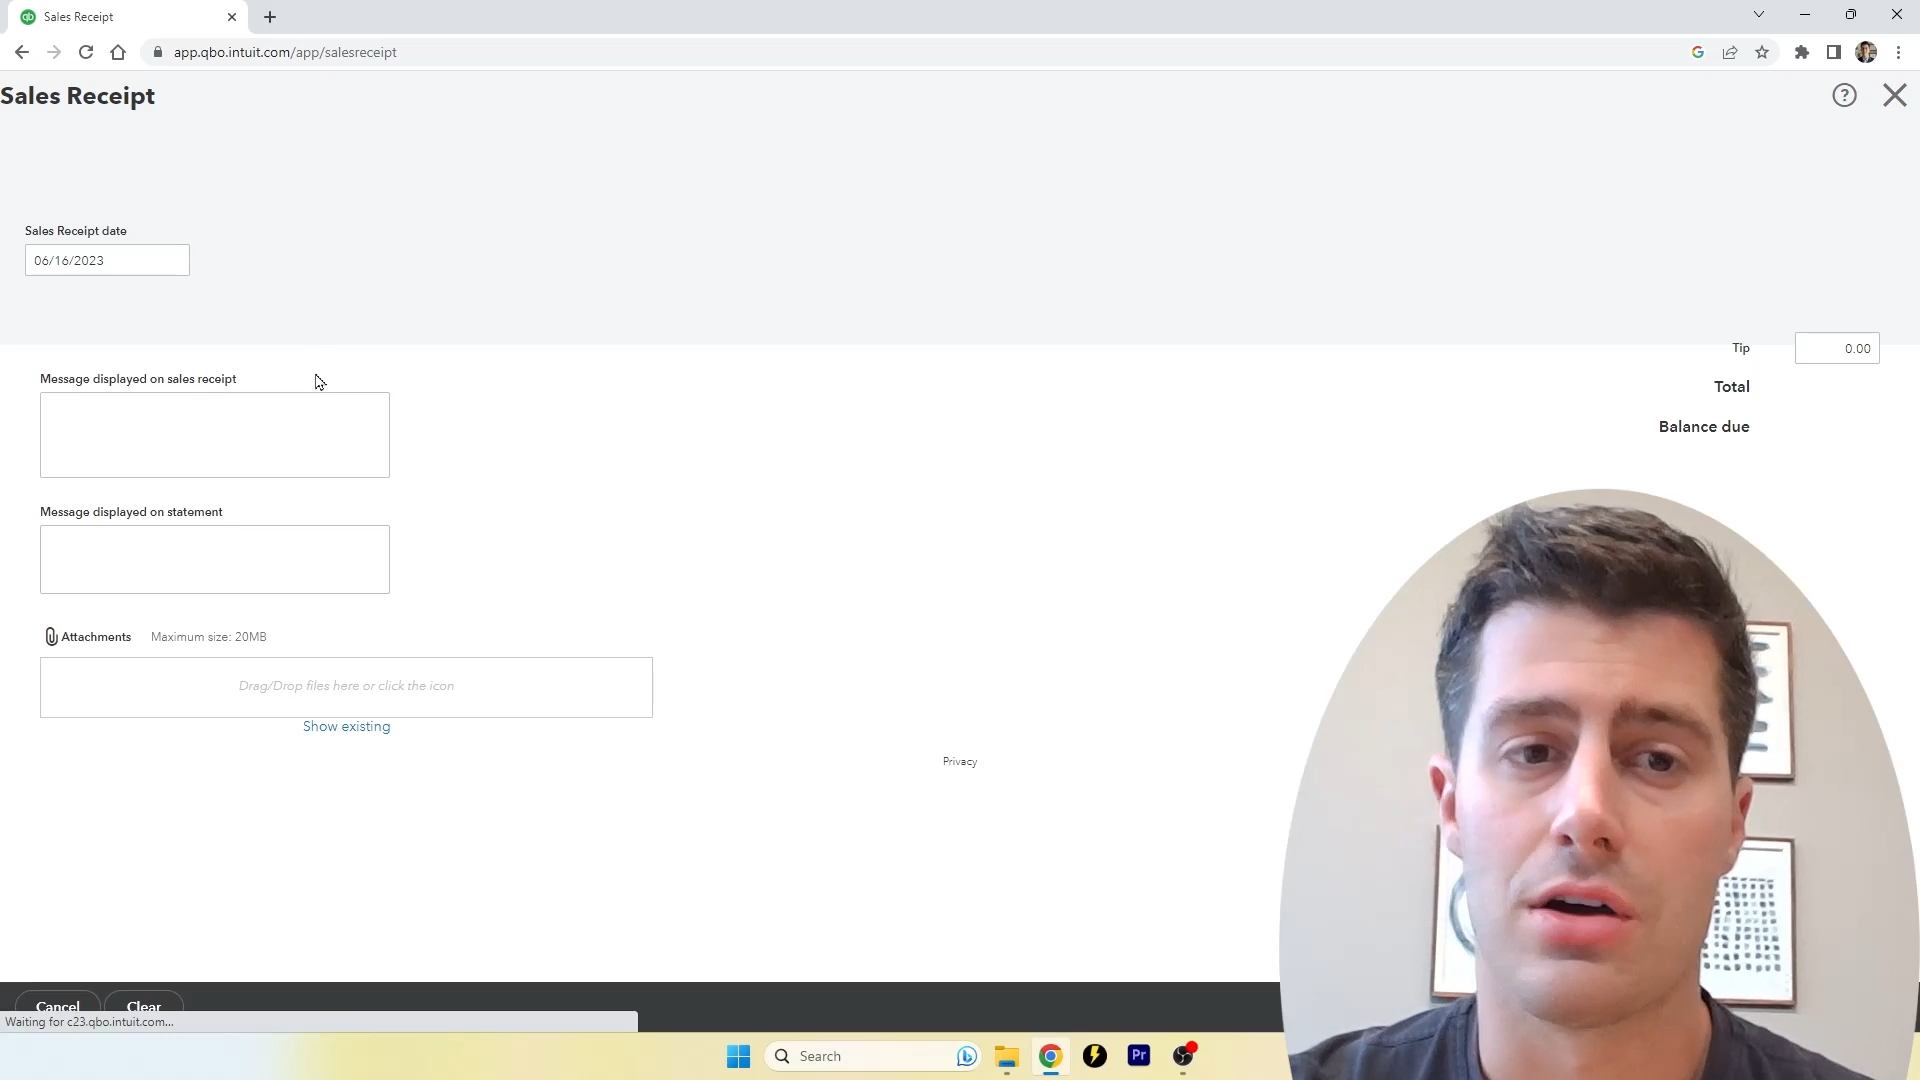 Sales Receipt
app.qbo.intuit.com/app/salesreceipt
Sales Receipt
Sales Receipt date
06/16/2023
Tip
0.00
Total
Balance due
Message displayed on sales receipt
Message displayed on statement
Attachments
Maximum size: 20MB
Drag/Drop files here or click the icon
Show existing
Privacy
Cancel
Clear
Waiting for c23.qbo.intuit.com...
Search
Pr